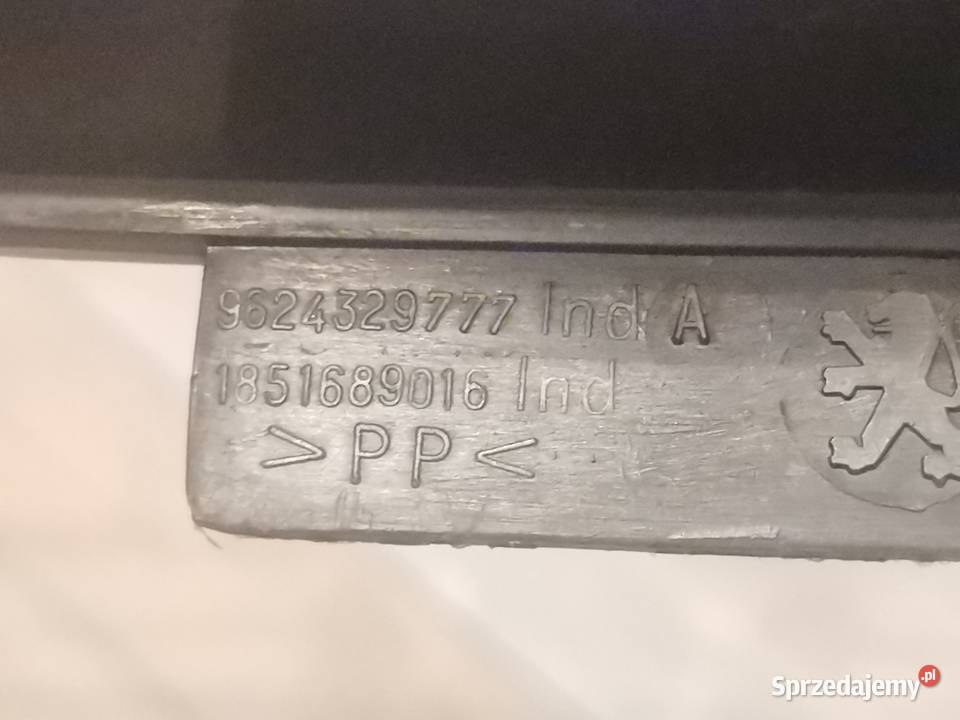 9624329777 Ind A
1851689016 Ind
>PP<
Sprzedajemy.pl